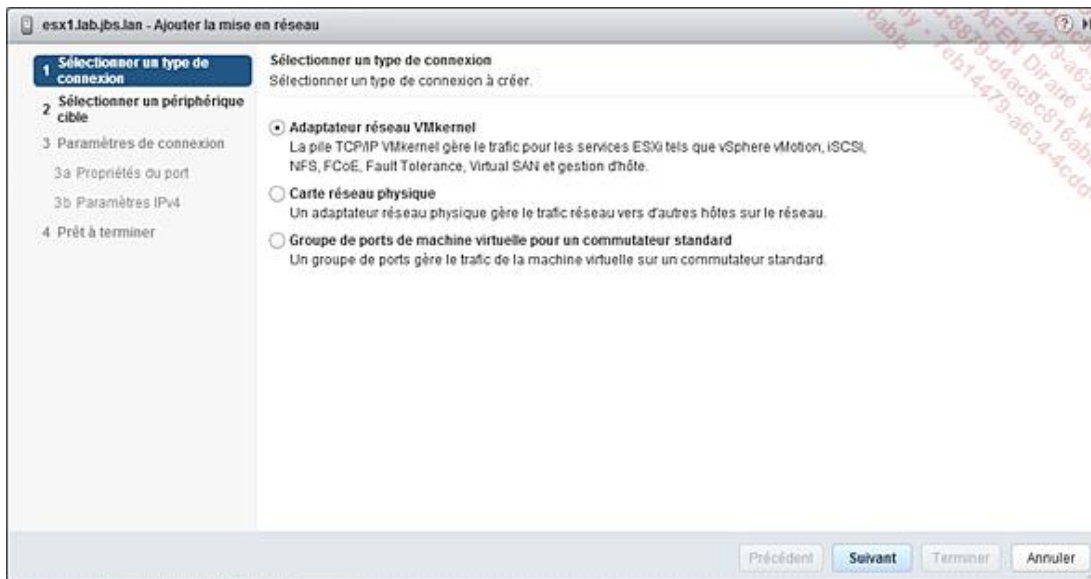 esx1.lab.jbs.lan - Ajouter la mise en réseau
1 Sélectionner un type de
connexion
2 Sélectionner un périphérique
cible
3 Paramètres de connexion
3a Propriétés du port
3b Paramètres IPv4
4 Prêt à terminer
Sélectionner un type de connexion
Sélectionner un type de connexion à créer.
Adaptateur réseau VMkernel
La pile TCP/IP VMkernel gère le trafic pour les services ESXi tels que vSphere vMotion, iSCSI,
NFS, FCoE, Fault Tolerance, Virtual SAN et gestion d'hôte.
Carte réseau physique
Un adaptateur réseau physique gère le trafic réseau vers d'autres hôtes sur le réseau.
Groupe de ports de machine virtuelle pour un commutateur standard
Un groupe de ports gère le trafic de la machine virtuelle sur un commutateur standard.
Précédent
Suivant
Terminer
Annuler